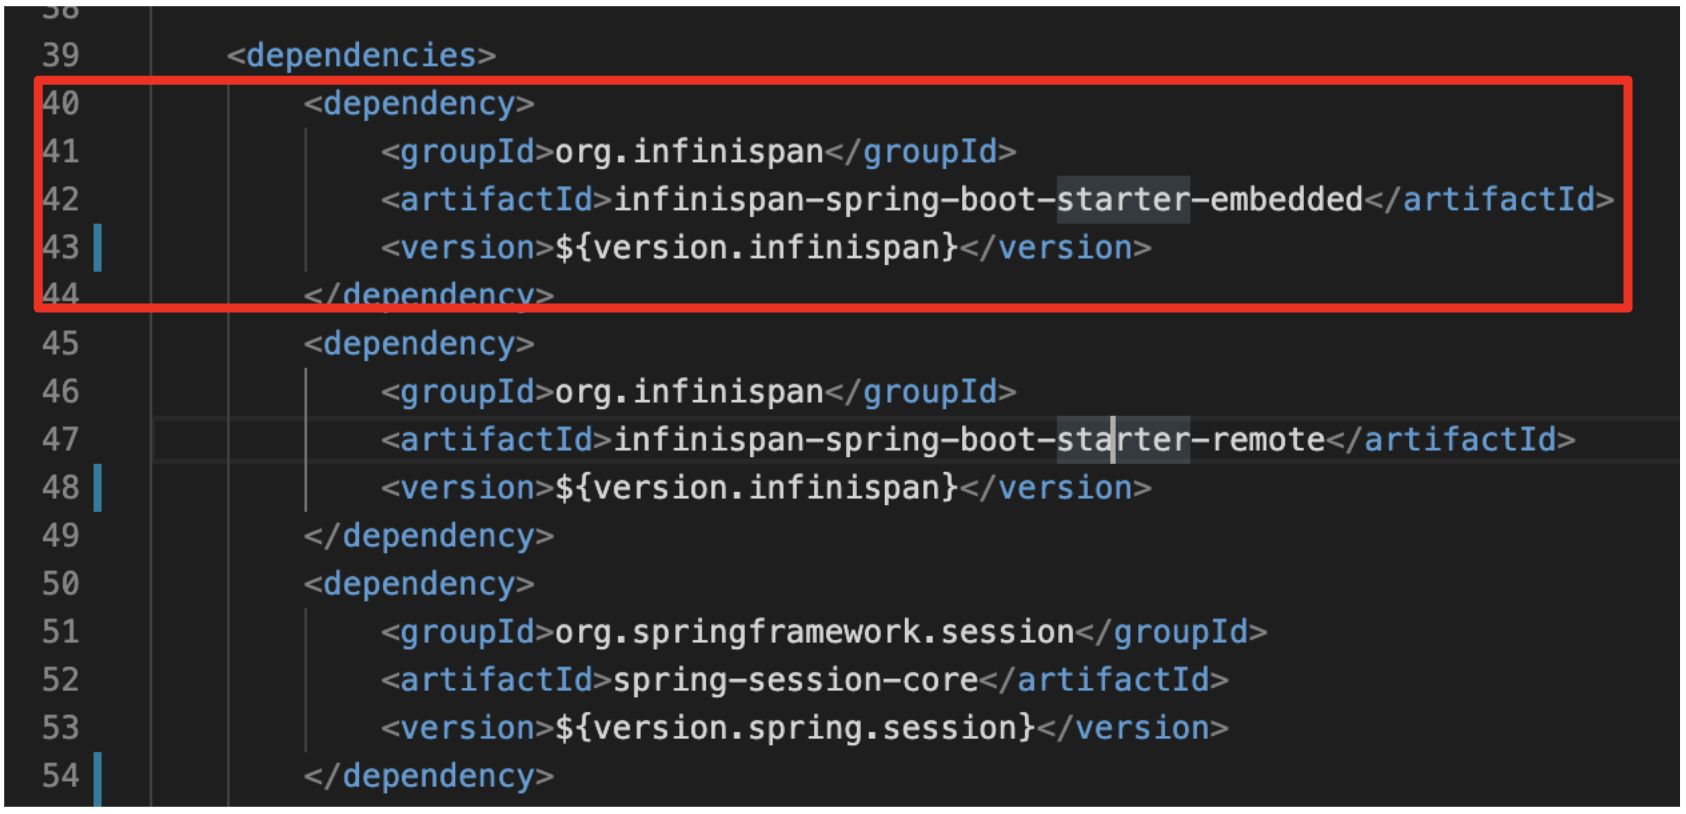 38
39 <dependencies>
40 <dependency>
41 <groupId>org.infinispan</groupId>
42 <artifactId>infinispan-spring-boot-starter-embedded</artifactId>
43 <version>${version.infinispan}</version>
44 </dependency>
45 <dependency>
46 <groupId>org.infinispan</groupId>
47 <artifactId>infinispan-spring-boot-starter-remote</artifactId>
48 <version>${version.infinispan}</version>
49 </dependency>
50 <dependency>
51 <groupId>org.springframework.session</groupId>
52 <artifactId>spring-session-core</artifactId>
53 <version>${version.spring.session}</version>
54 </dependency>